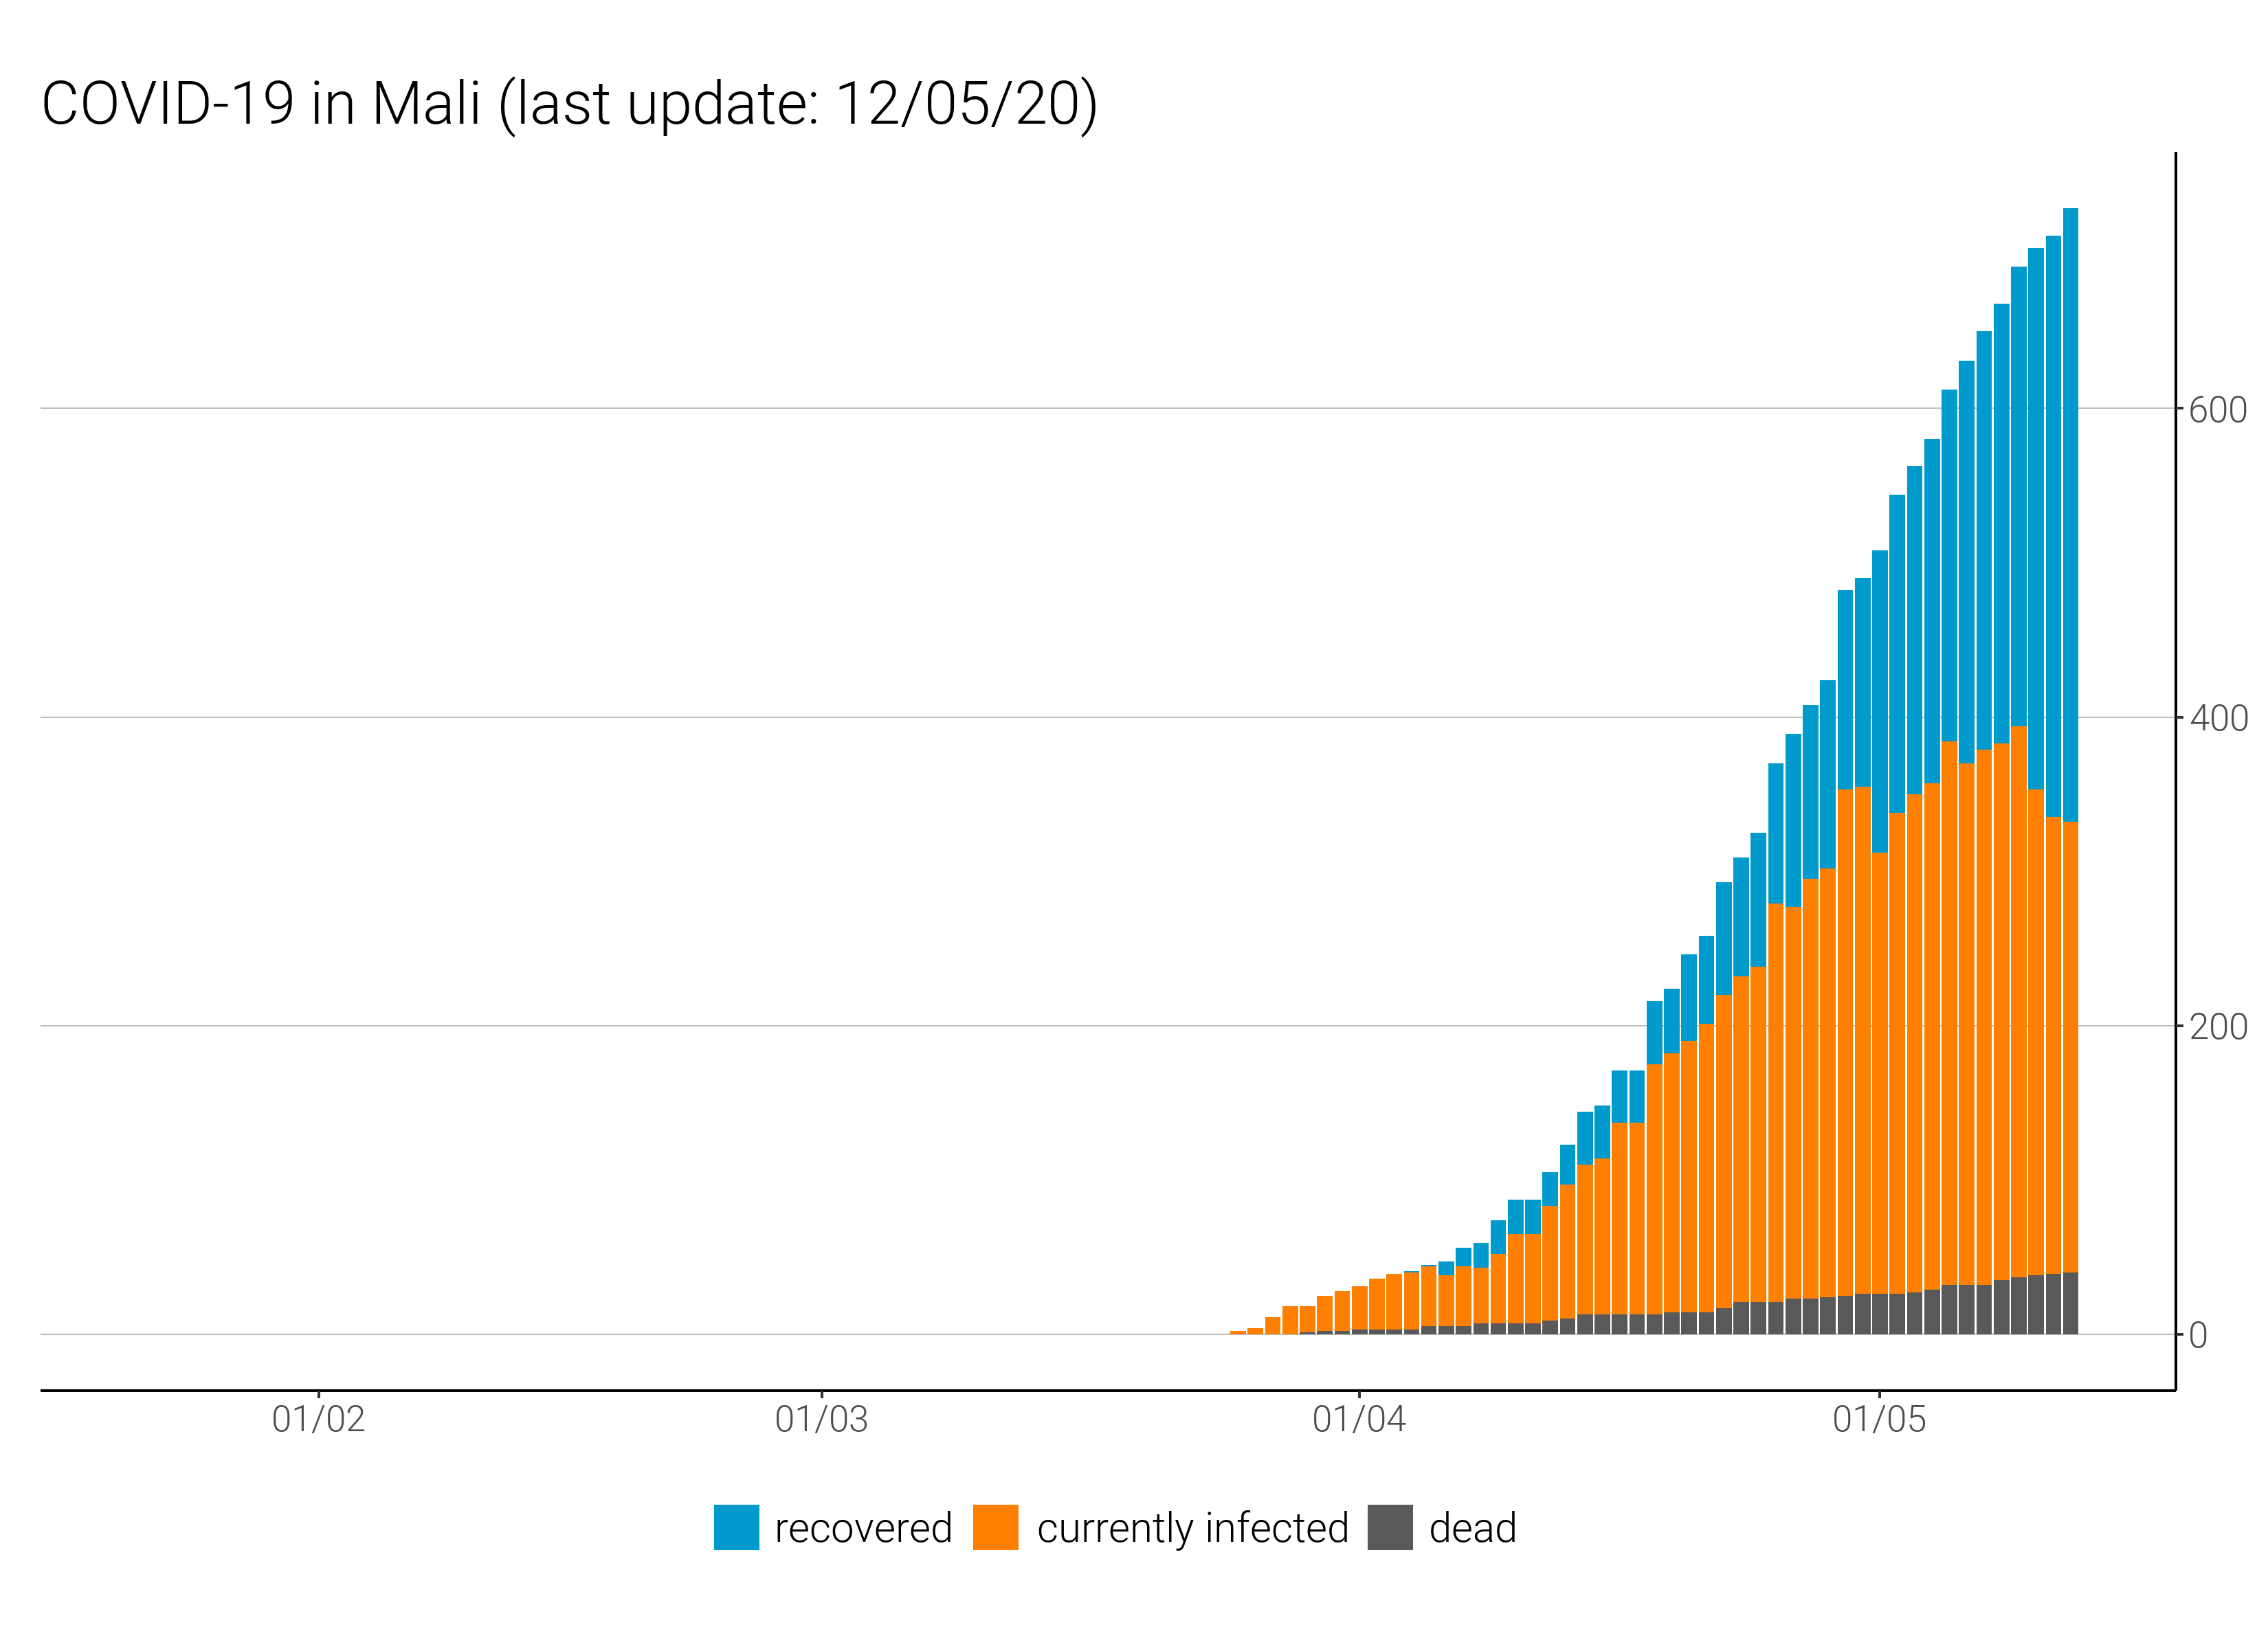 COVID-19 in Mali (last update: 12/05/20)
600
400
200
0
01/02 01/03 01/04 01/05
recovered currently infected dead